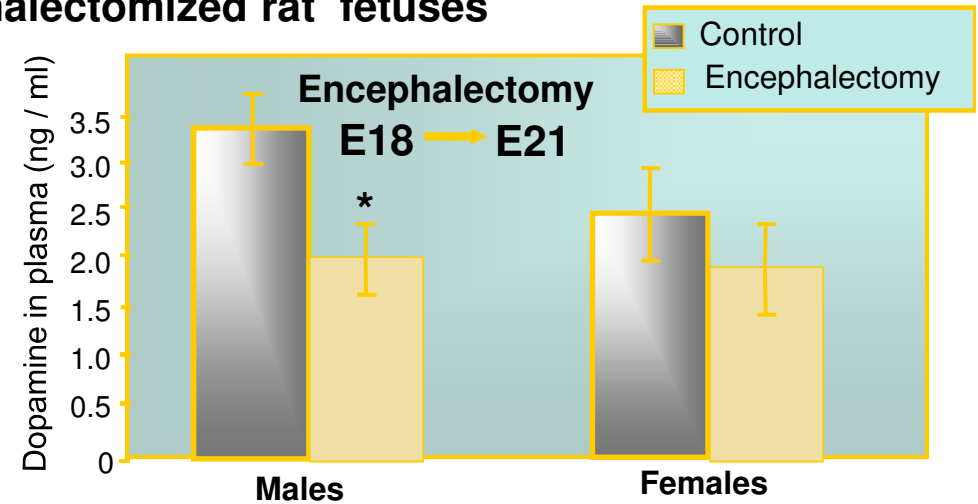 halectomized rat fetuses
Control
Encephalectomy
Encephalectomy
E18 E21
Dopamine in plasma (ng / ml)
3.5
3.0
2.5
2.0
1.5
1.0
0.5
0
*
Males
Females